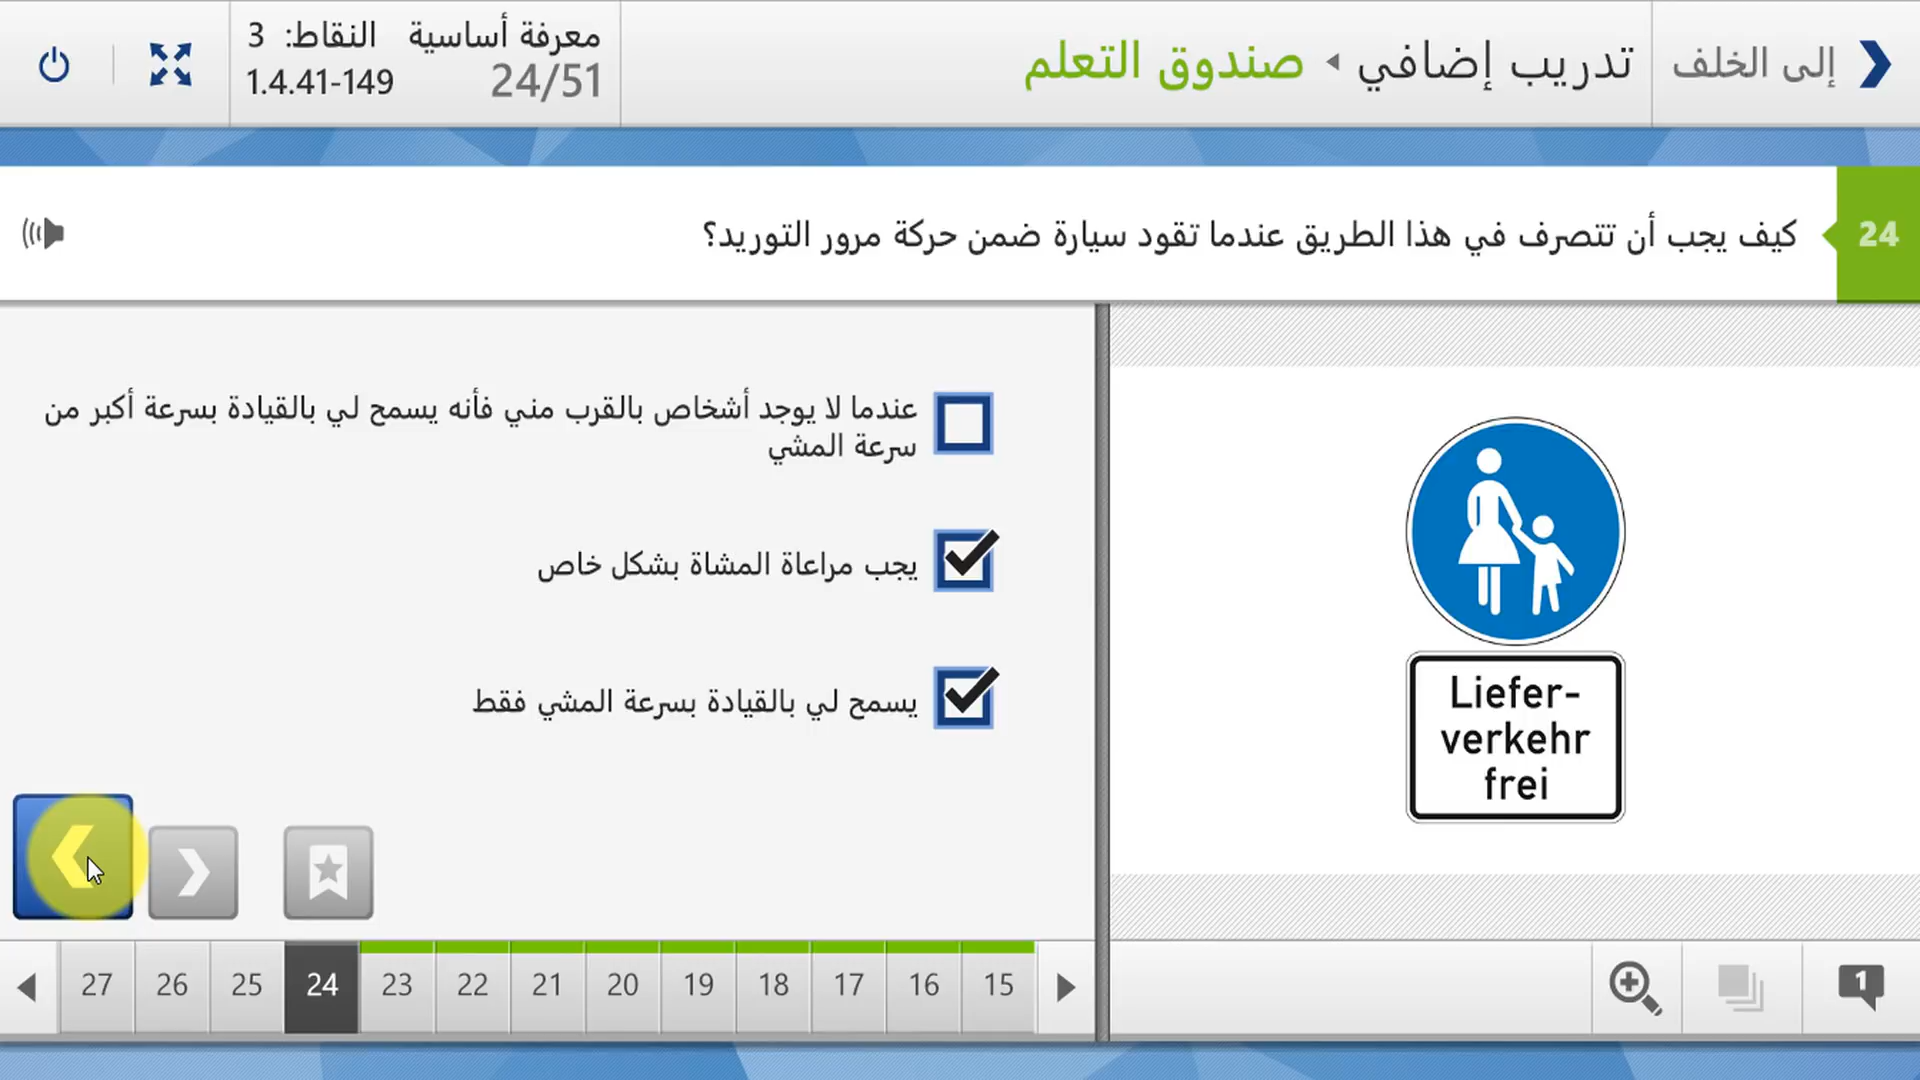 إلى الخلف
تدريب إضافي ◂ صندوق التعلم
معرفة أساسية النقاط: 3
24/51 1.4.41-149
24
كيف يجب أن تتصرف في هذا الطريق عندما تقود سيارة ضمن حركة مرور التوريد؟
عندما لا يوجد أشخاص بالقرب مني فأنه يسمح لي بالقيادة بسرعة أكبر من
سرعة المشي
يجب مراعاة المشاة بشكل خاص
يسمح لي بالقيادة بسرعة المشي فقط
Liefer-
verkehr
frei
27 26 25 24 23 22 21 20 19 18 17 16 15
1